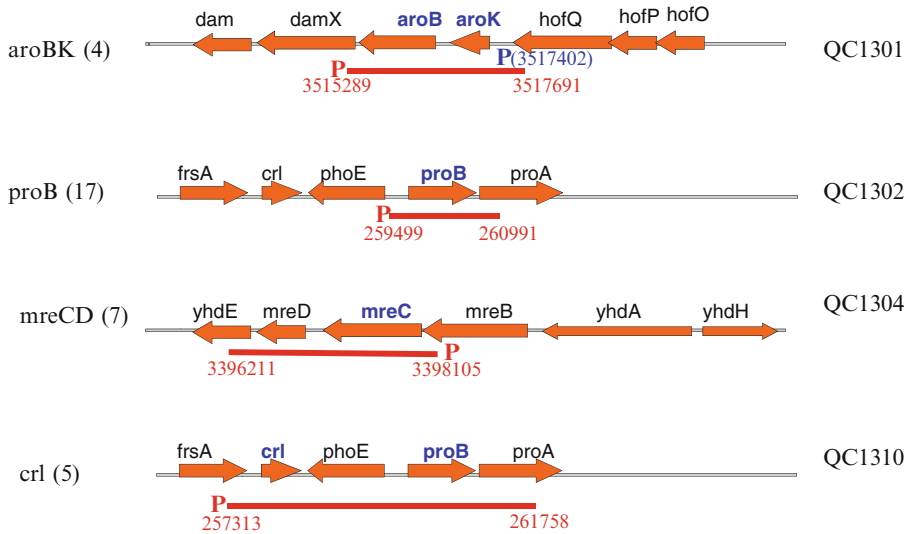 dam damX aroB aroK hofQ hofP hofO
aroBK (4) QC1301
P P(3517402)
3515289 3517691
frsA crl phoE proB proA
proB (17) QC1302
P
259499 260991
yhdE mreD mreC mreB yhdA yhdH
mreCD (7) QC1304
P
3396211 3398105
frsA crl phoE proB proA
crl (5) QC1310
P
257313 261758